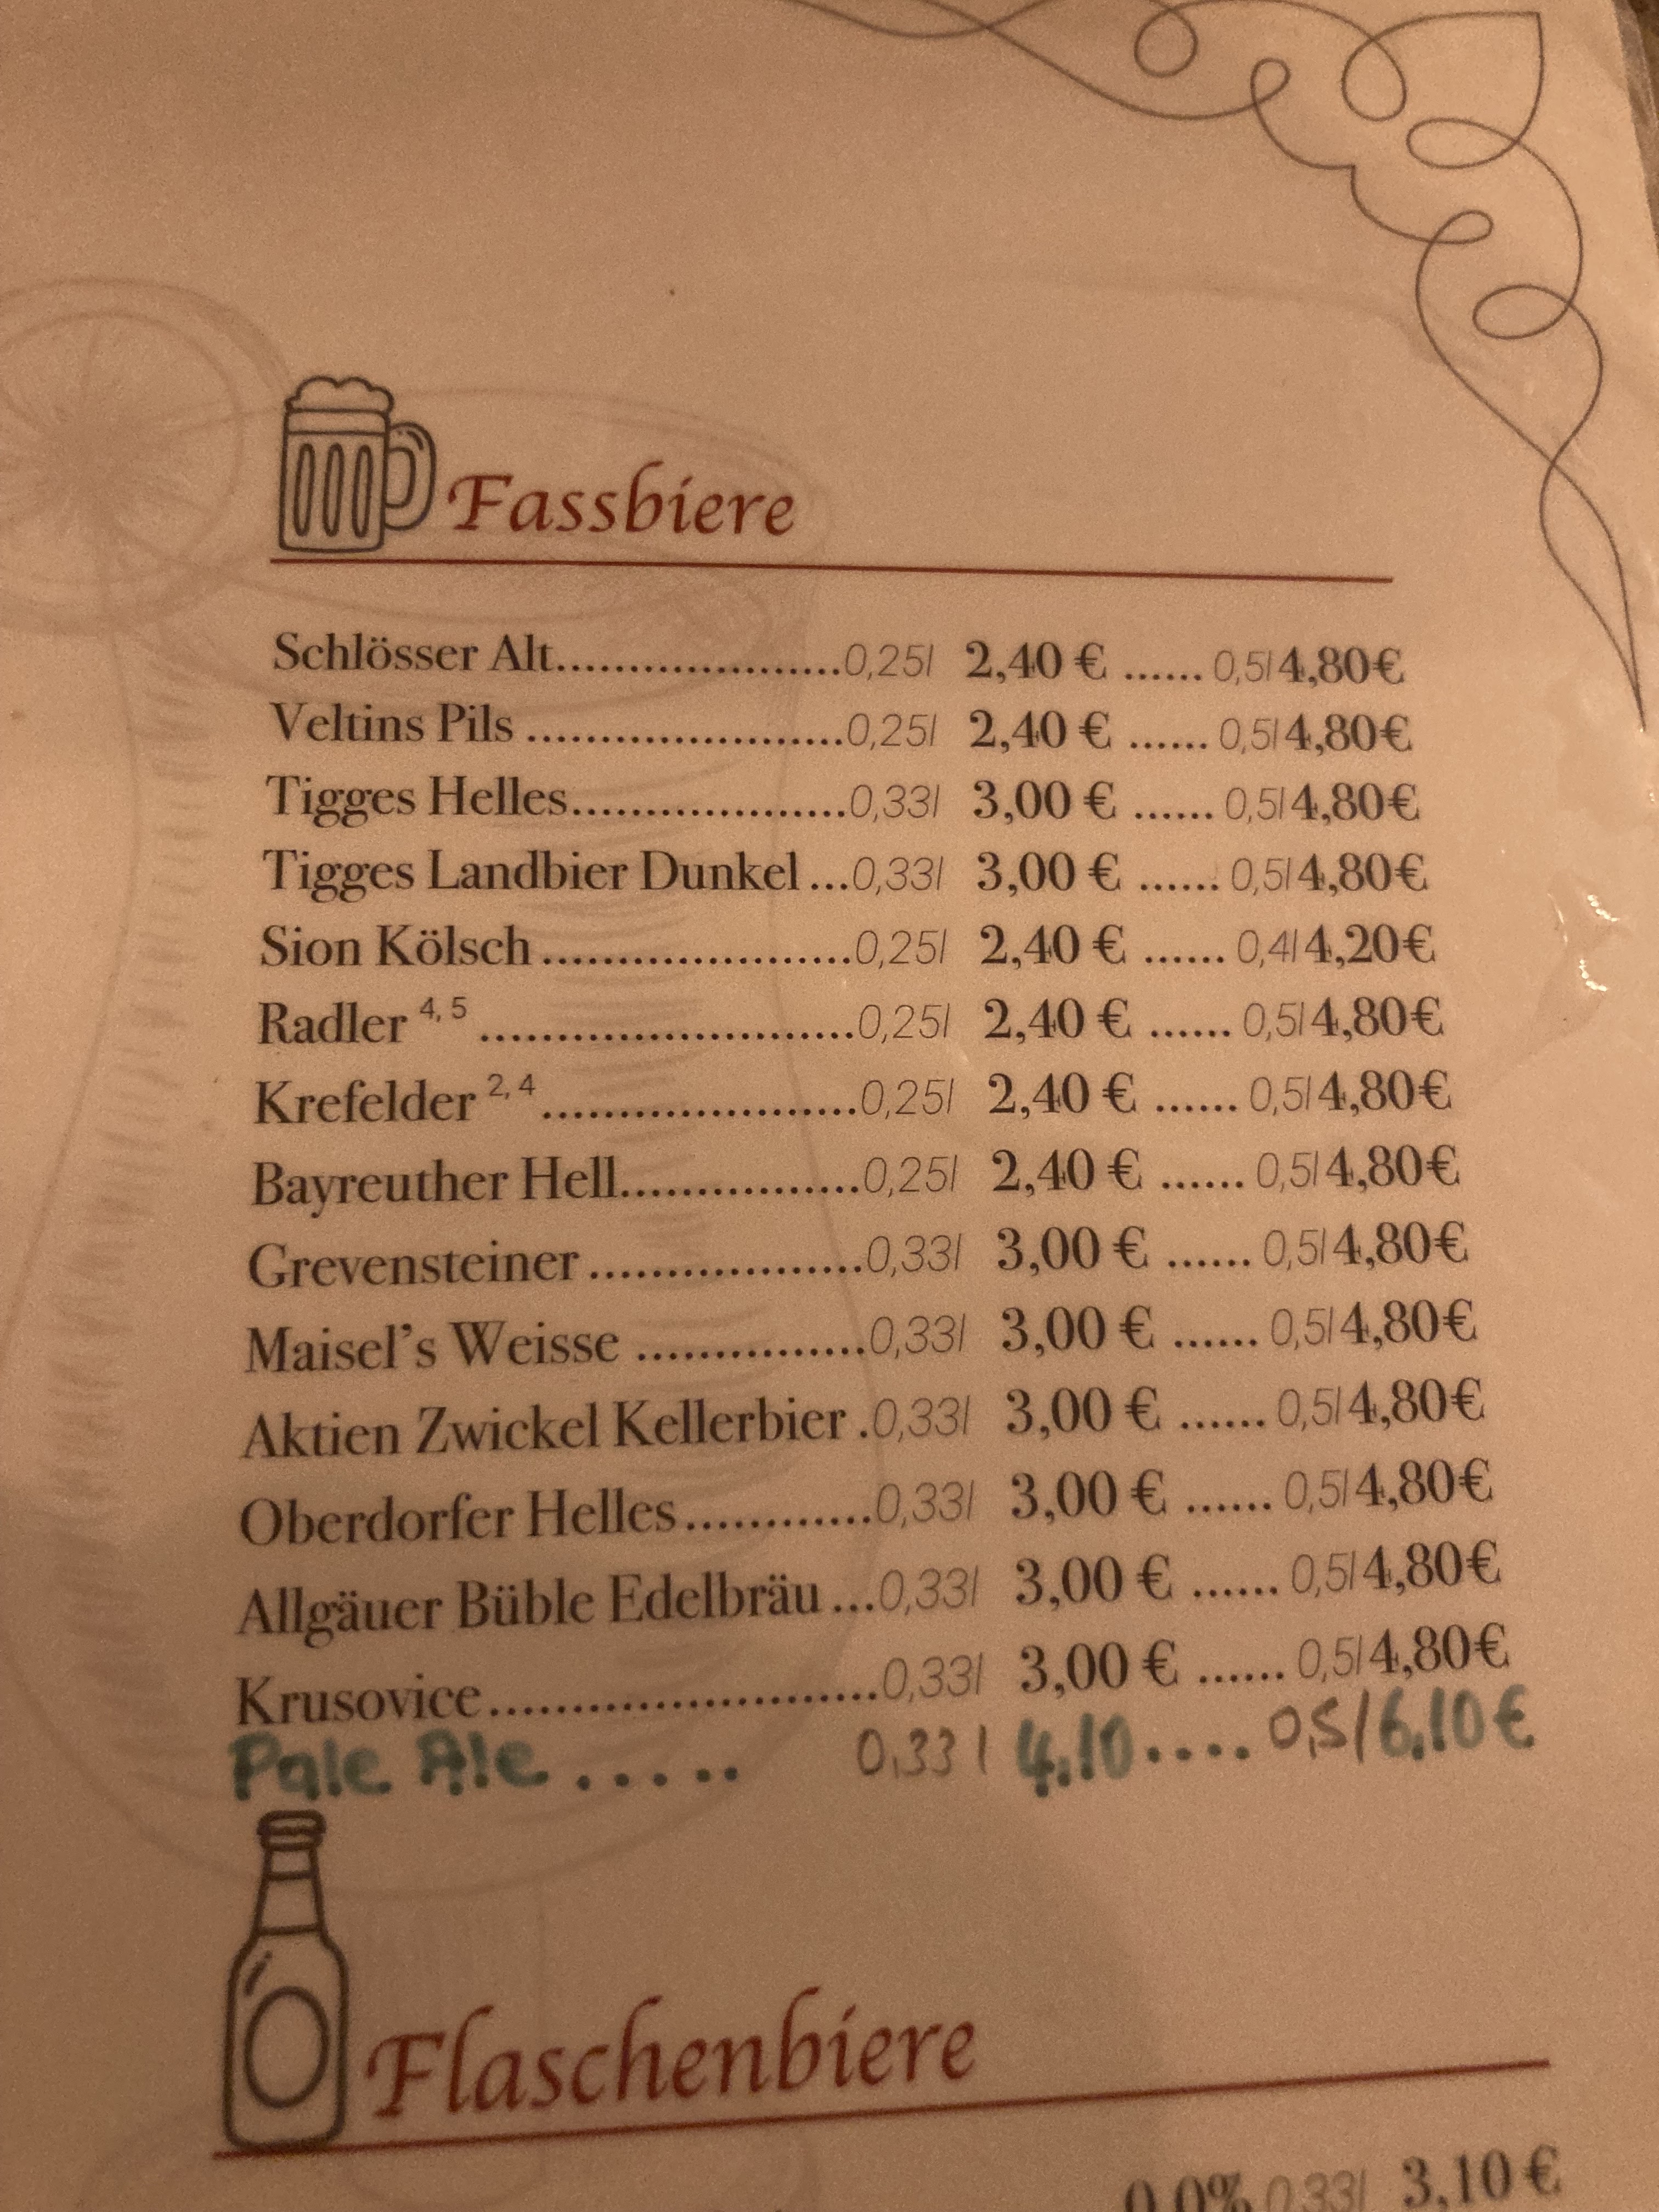 Fassbiere
Schlösser Alt....................0,25l 2,40 € ...... 0,5l 4,80€
Veltins Pils ......................0,25l 2,40 € ...... 0,5l 4,80€
Tigges Helles...................0,33l 3,00 € ...... 0,5l 4,80€
Tigges Landbier Dunkel ...0,33l 3,00 € ...... 0,5l 4,80€
Sion Kölsch.....................0,25l 2,40 € ...... 0,4l 4,20€
Radler 4, 5 .........................0,25l 2,40 € ...... 0,5l 4,80€
Krefelder 2, 4.....................0,25l 2,40 € ...... 0,5l 4,80€
Bayreuther Hell................0,25l 2,40 € ...... 0,5l 4,80€
Grevensteiner..................0,33l 3,00 € ...... 0,5l 4,80€
Maisel's Weisse ...............0,33l 3,00 € ...... 0,5l 4,80€
Aktien Zwickel Kellerbier .0,33l 3,00 € ...... 0,5l 4,80€
Oberdorfer Helles............0,33l 3,00 € ...... 0,5l 4,80€
Allgäuer Büble Edelbräu ...0,33l 3,00 € ...... 0,5l 4,80€
Krusovice.........................0,33l 3,00 € ...... 0,5l 4,80€
Pale Ale ..... 0,33 l 4,10 .... 0,5 l 6,10 €
Flaschenbiere
0,0% 0,33l 3,10 €